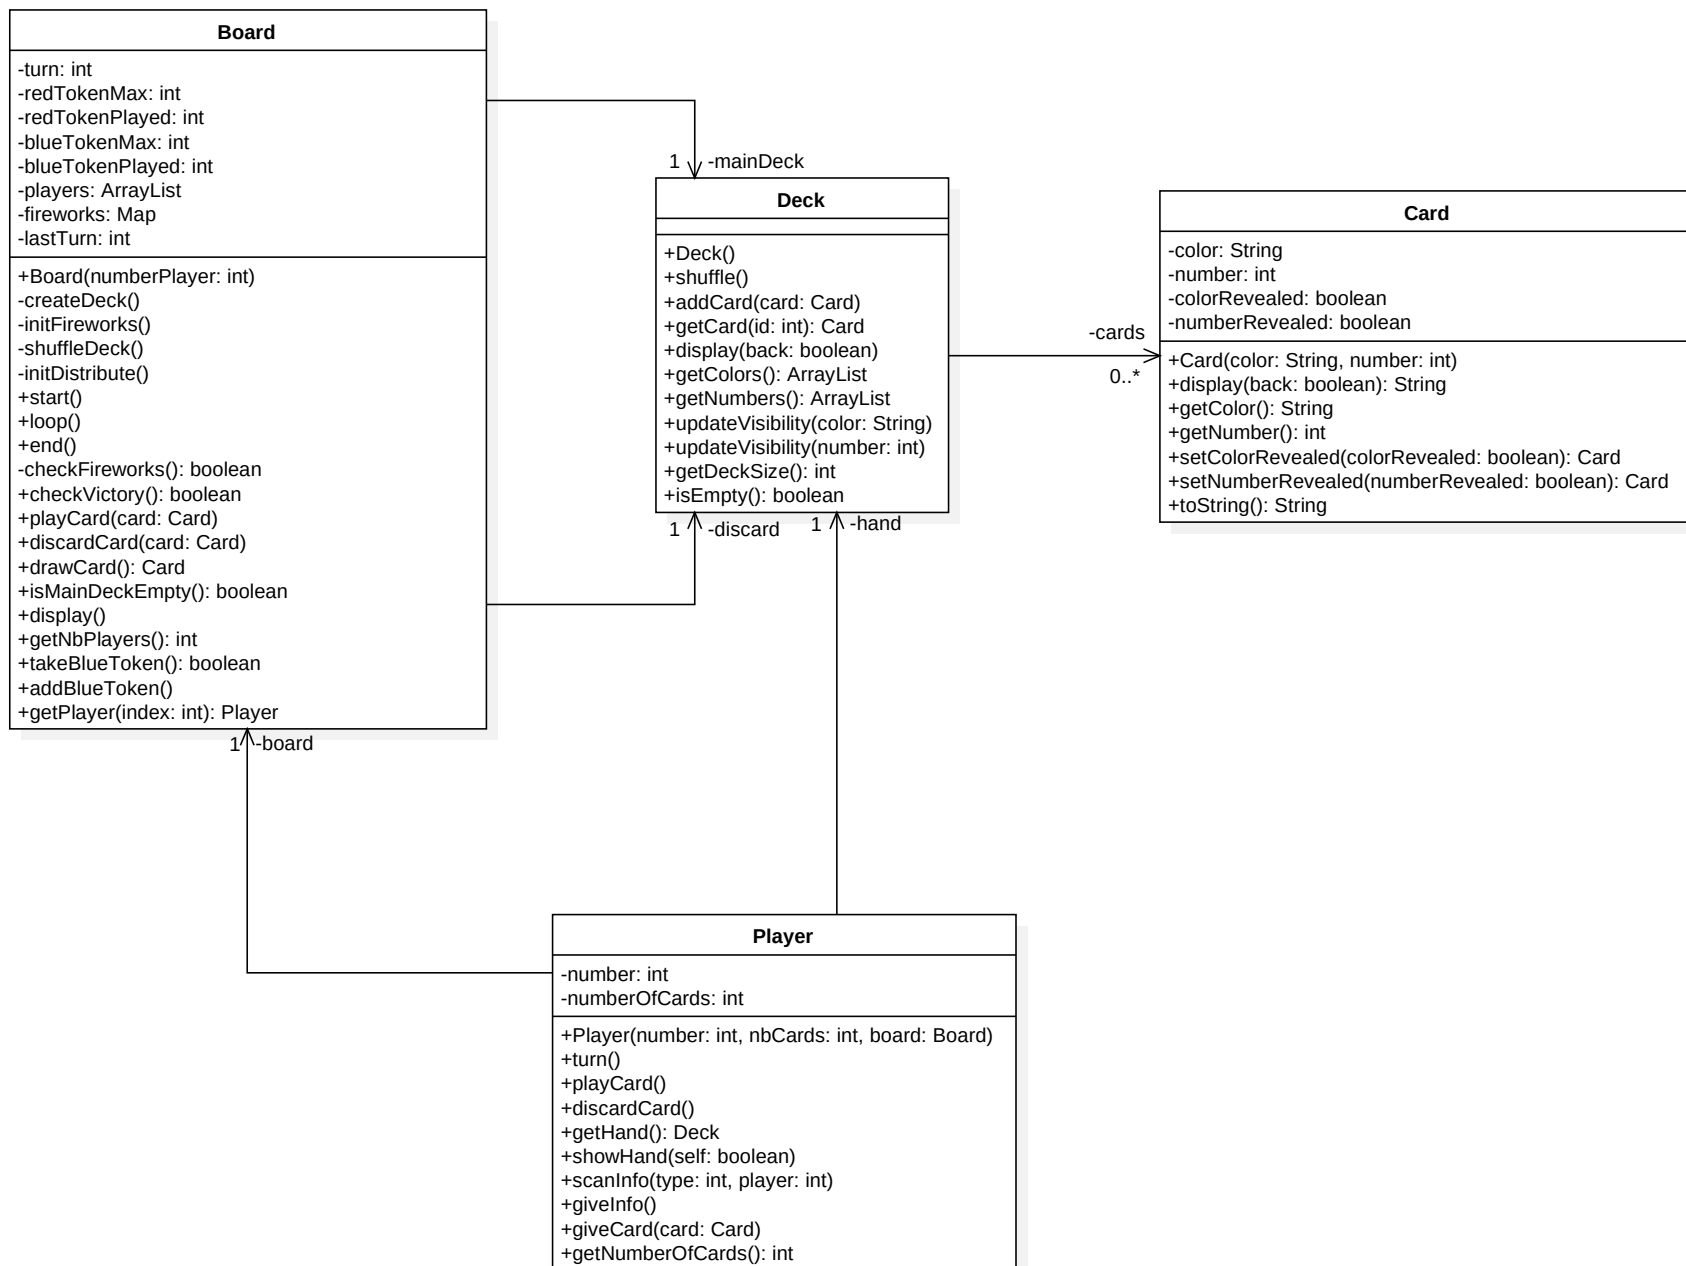 Board
-turn: int
-redTokenMax: int
-redTokenPlayed: int
-blueTokenMax: int
-blueTokenPlayed: int
-players: ArrayList
-fireworks: Map
-lastTurn: int
+Board(numberPlayer: int)
-createDeck()
-initFireworks()
-shuffleDeck()
-initDistribute()
+start()
+loop()
+end()
-checkFireworks(): boolean
+checkVictory(): boolean
+playCard(card: Card)
+discardCard(card: Card)
+drawCard(): Card
+isMainDeckEmpty(): boolean
+display()
+getNbPlayers(): int
+takeBlueToken(): boolean
+addBlueToken()
+getPlayer(index: int): Player
1 -board
1 -mainDeck
Deck
+Deck()
+shuffle()
+addCard(card: Card)
+getCard(id: int): Card
+display(back: boolean)
+getColors(): ArrayList
+getNumbers(): ArrayList
+updateVisibility(color: String)
+updateVisibility(number: int)
+getDeckSize(): int
+isEmpty(): boolean
1 -discard
1 -hand
-cards
0..*
Card
-color: String
-number: int
-colorRevealed: boolean
-numberRevealed: boolean
+Card(color: String, number: int)
+display(back: boolean): String
+getColor(): String
+getNumber(): int
+setColorRevealed(colorRevealed: boolean): Card
+setNumberRevealed(numberRevealed: boolean): Card
+toString(): String
Player
-number: int
-numberOfCards: int
+Player(number: int, nbCards: int, board: Board)
+turn()
+playCard()
+discardCard()
+getHand(): Deck
+showHand(self: boolean)
+scanInfo(type: int, player: int)
+giveInfo()
+giveCard(card: Card)
+getNumberOfCards(): int